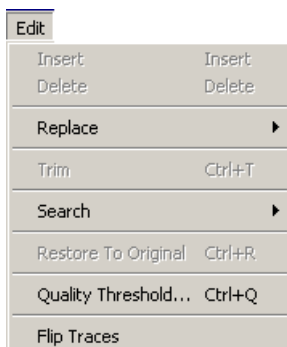 Edit
Insert Insert
Delete Delete
Replace
Trim Ctrl+T
Search
Restore To Original Ctrl+R
Quality Threshold... Ctrl+Q
Flip Traces